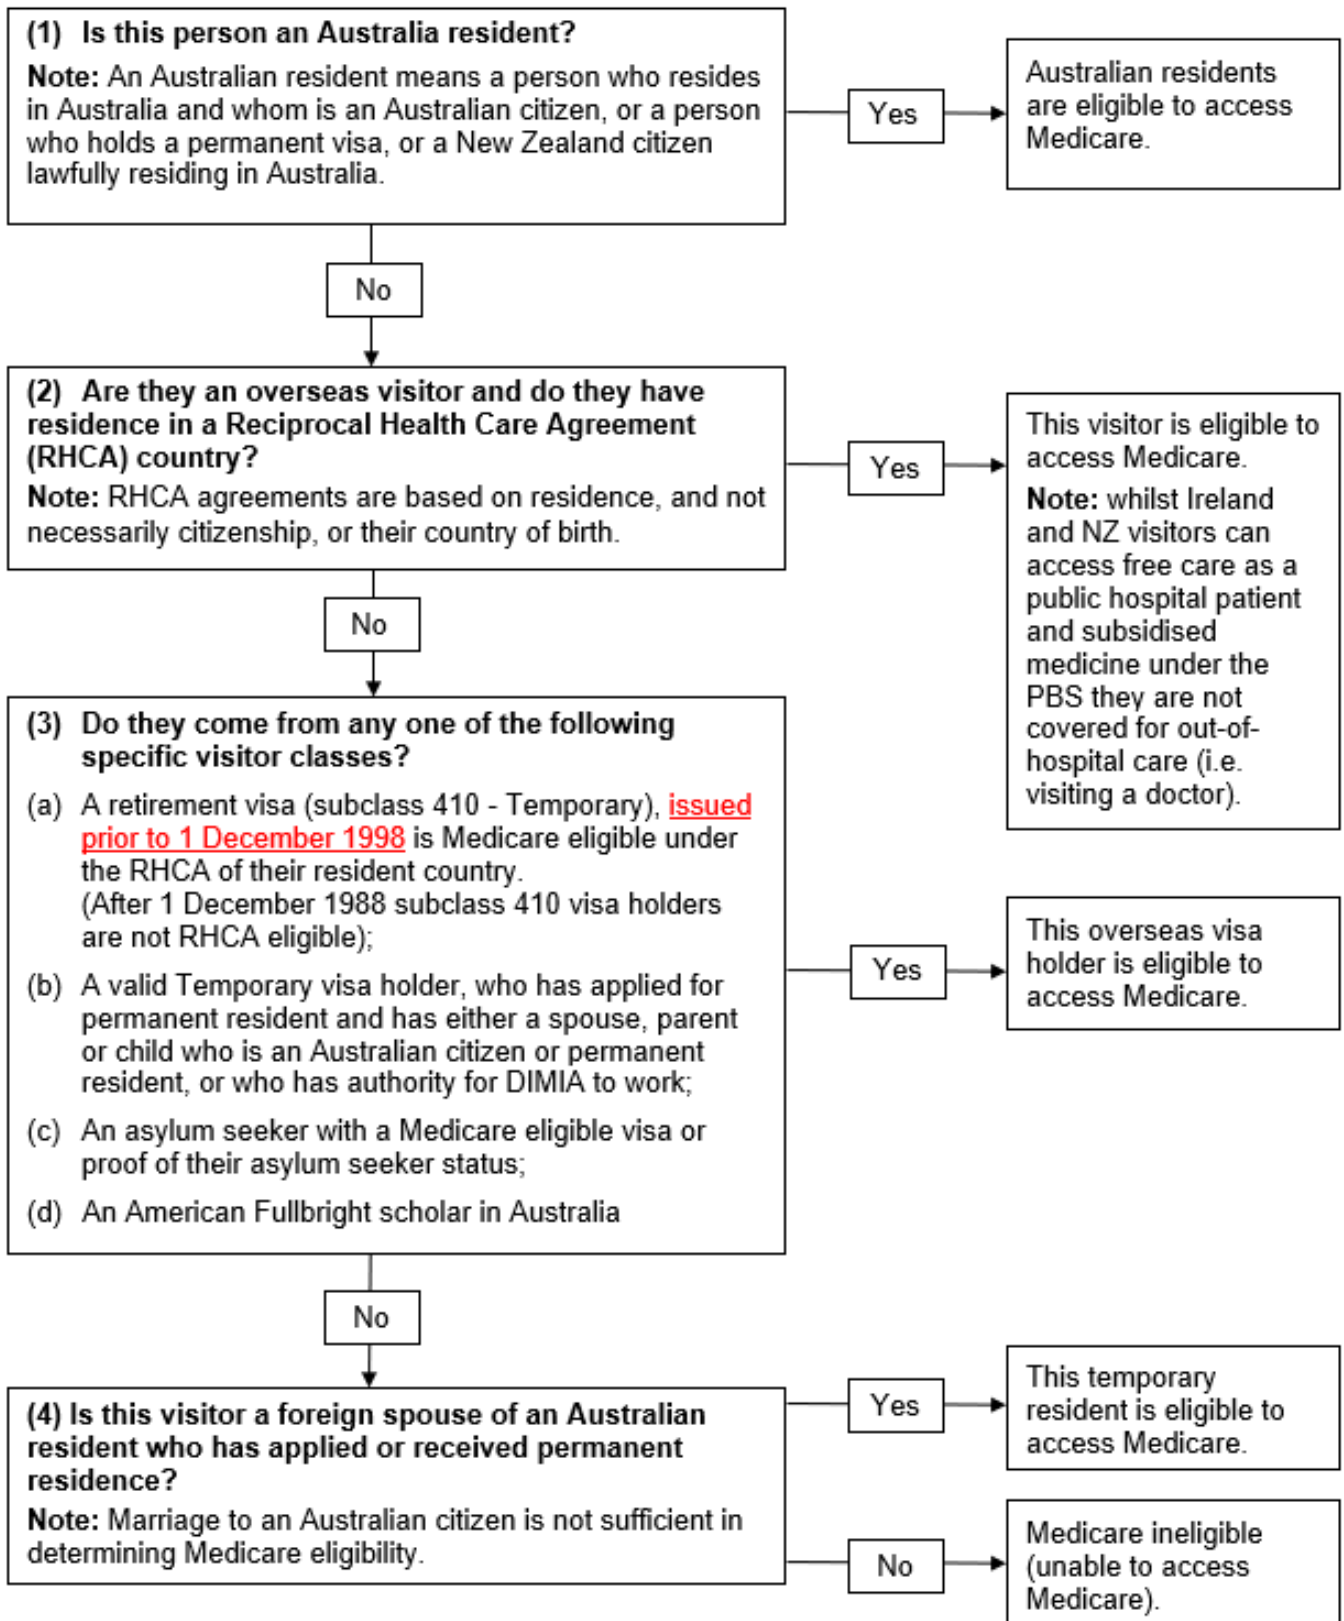 (1) Is this person an Australia resident?
Note: An Australian resident means a person who resides
in Australia and whom is an Australian citizen, or a person
who holds a permanent visa, or a New Zealand citizen
lawfully residing in Australia.
Yes
Australian residents
are eligible to access
Medicare.
No
(2) Are they an overseas visitor and do they have
residence in a Reciprocal Health Care Agreement
(RHCA) country?
Note: RHCA agreements are based on residence, and not
necessarily citizenship, or their country of birth.
Yes
This visitor is eligible to
access Medicare.
Note: whilst Ireland
and NZ visitors can
access free care as a
public hospital patient
and subsidised
medicine under the
PBS they are not
covered for out-of-
hospital care (i.e.
visiting a doctor).
No
(3) Do they come from any one of the following
specific visitor classes?
(a) A retirement visa (subclass 410 - Temporary), issued
prior to 1 December 1998 is Medicare eligible under
the RHCA of their resident country.
(After 1 December 1988 subclass 410 visa holders
are not RHCA eligible);
(b) A valid Temporary visa holder, who has applied for
permanent resident and has either a spouse, parent
or child who is an Australian citizen or permanent
resident, or who has authority for DIMIA to work;
(c) An asylum seeker with a Medicare eligible visa or
proof of their asylum seeker status;
(d) An American Fullbright scholar in Australia
Yes
This overseas visa
holder is eligible to
access Medicare.
No
(4) Is this visitor a foreign spouse of an Australian
resident who has applied or received permanent
residence?
Note: Marriage to an Australian citizen is not sufficient in
determining Medicare eligibility.
Yes
This temporary
resident is eligible to
access Medicare.
No
Medicare ineligible
(unable to access
Medicare).